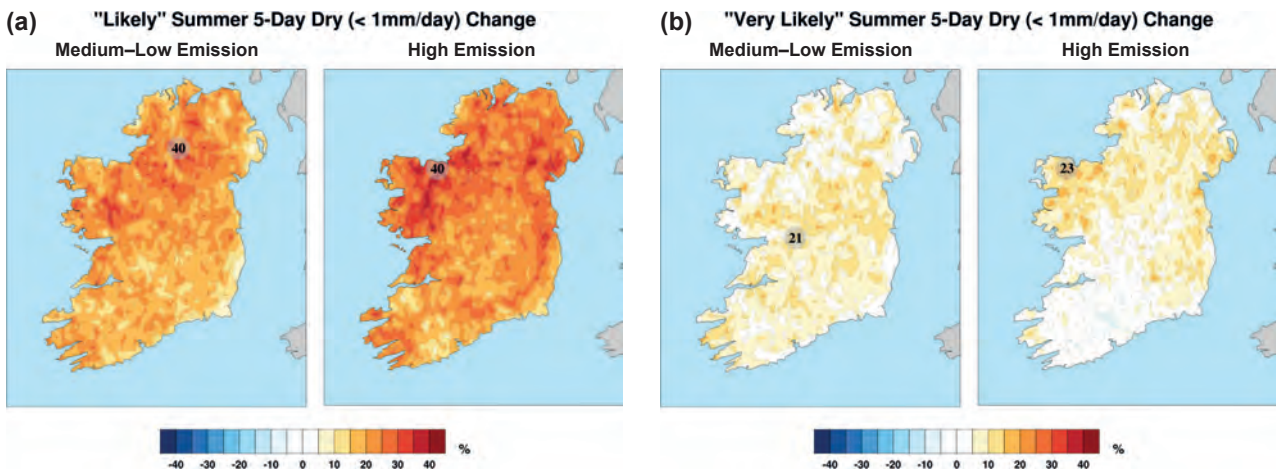 (a)
"Likely" Summer 5-Day Dry (< 1mm/day) Change
Medium–Low Emission
High Emission
40
40
-40 -30 -20 -10 0 10 20 30 40 %
(b)
"Very Likely" Summer 5-Day Dry (< 1mm/day) Change
Medium–Low Emission
High Emission
21
23
-40 -30 -20 -10 0 10 20 30 40 %